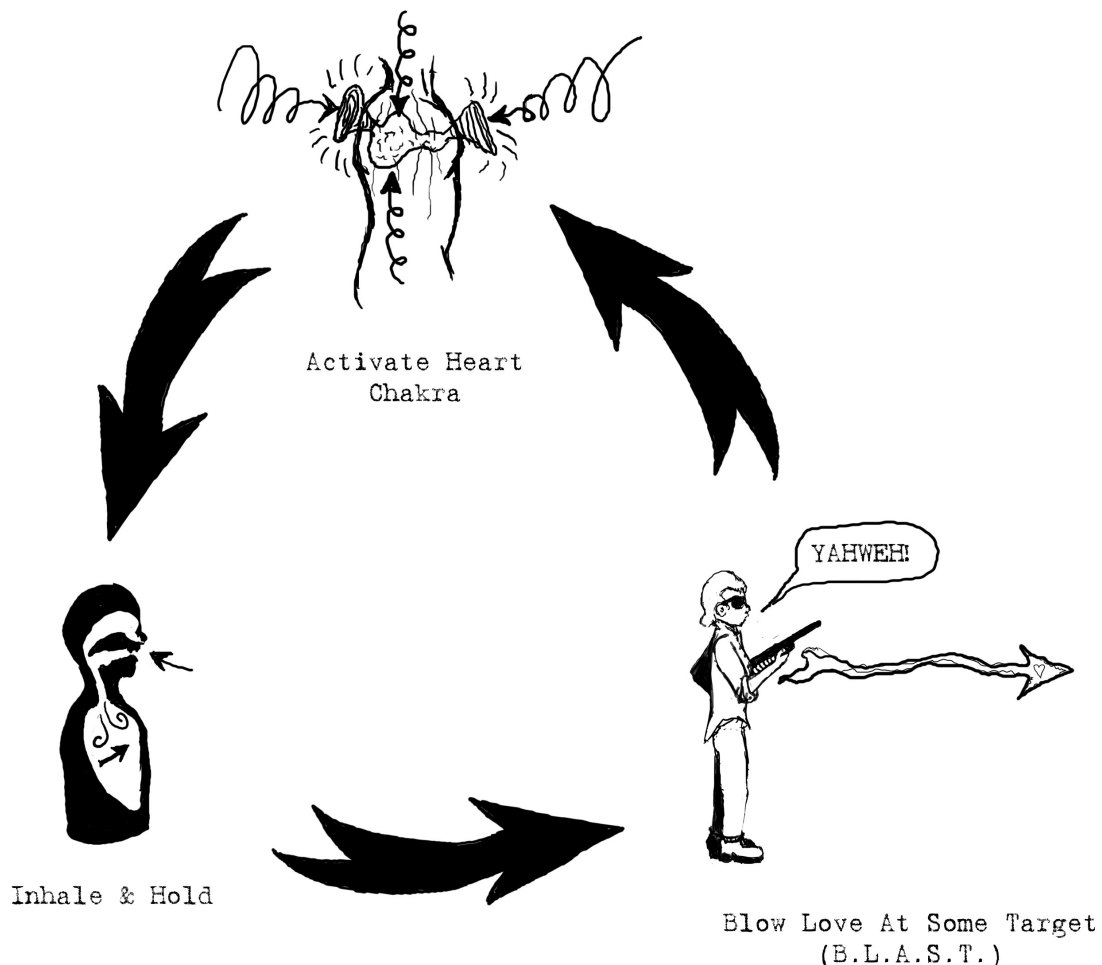 Activate Heart
Chakra
YAHWEH!
Inhale & Hold
Blow Love At Some Target
(B.L.A.S.T.)